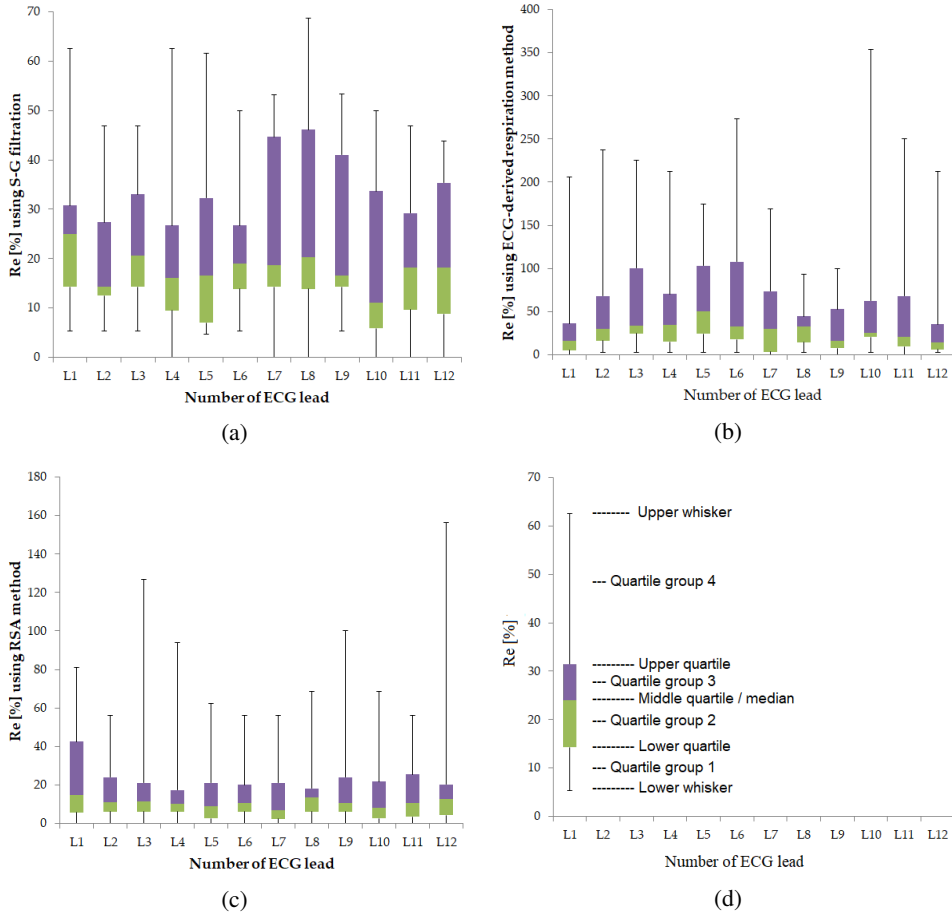 70
60
50
40
30
20
10
0
Re [%] using S-G filtration
L1 L2 L3 L4 L5 L6 L7 L8 L9 L10 L11 L12
Number of ECG lead
(a)
400
350
300
250
200
150
100
50
0
Re [%] using ECG-derived respiration method
L1 L2 L3 L4 L5 L6 L7 L8 L9 L10 L11 L12
Number of ECG lead
(b)
180
160
140
120
100
80
60
40
20
0
Re [%] using RSA method
L1 L2 L3 L4 L5 L6 L7 L8 L9 L10 L11 L12
Number of ECG lead
(c)
70
60
50
40
30
20
10
0
Re [%]
-------- Upper whisker
--- Quartile group 4
--------- Upper quartile
--- Quartile group 3
--------- Middle quartile / median
--- Quartile group 2
--------- Lower quartile
--- Quartile group 1
--------- Lower whisker
L1 L2 L3 L4 L5 L6 L7 L8 L9 L10 L11 L12
Number of ECG lead
(d)